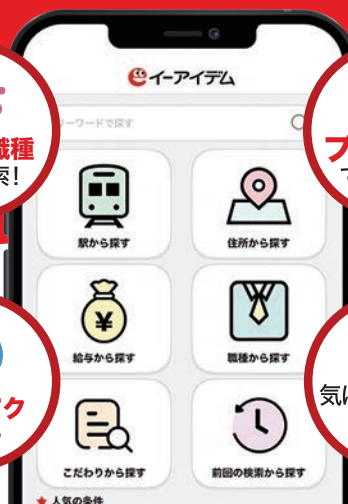 イーアイデム
ーワードで探す
職種
索!
駅から探す
住所から探す
¥
給与から探す
職種から探す
こだわりから探す
前回の検索から探す
★ 人気の条件